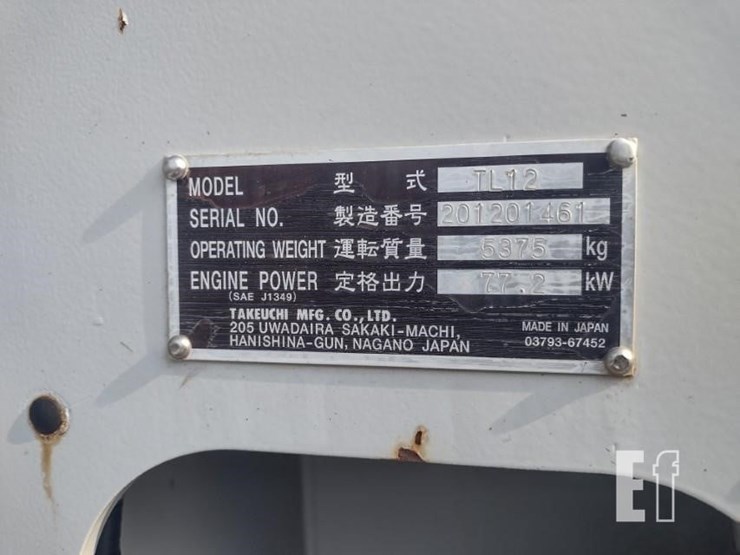 MODEL 型式 TL12
SERIAL NO. 製造番号 201201461
OPERATING WEIGHT 運転質量 5375 kg
ENGINE POWER 定格出力 77.2 kW
(SAE J1349)
TAKEUCHI MFG. CO., LTD.
205 UWADAIRA SAKAKI-MACHI,
HANISHINA-GUN, NAGANO JAPAN
MADE IN JAPAN
03793-67452
Ef